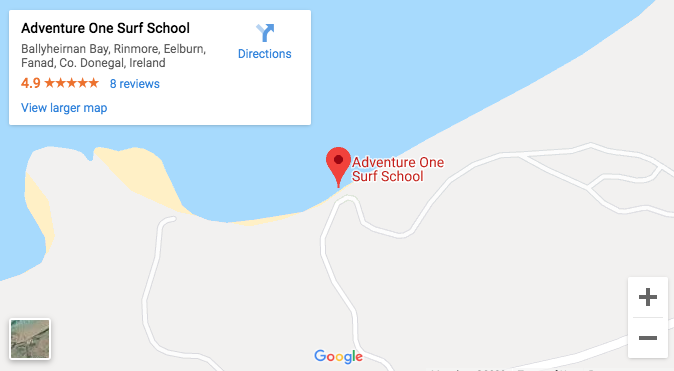 Adventure One Surf School
Ballyheirnan Bay, Rinmore, Eelburn,
Fanad, Co. Donegal, Ireland
4.9 8 reviews
View larger map
Directions
Adventure One
Surf School
Google